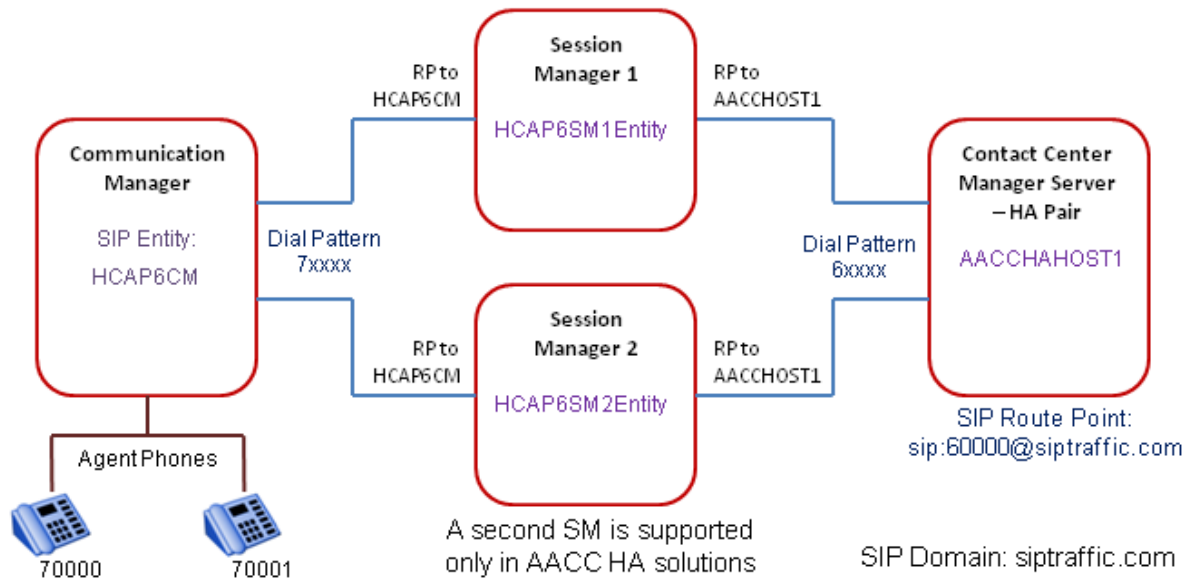 Session
Manager 1
HCAP6SM1Entity
RP to
HCAP6CM
RP to
AACCHOST1
Communication
Manager
SIP Entity:
HCAP6CM
Dial Pattern
7xxxx
Dial Pattern
6xxxx
Contact Center
Manager Server
– HA Pair
AACCHAHOST1
Session
Manager 2
HCAP6SM2Entity
RP to
HCAP6CM
RP to
AACCHOST1
SIP Route Point:
sip:60000@siptraffic.com
Agent Phones
70000
70001
A second SM is supported
only in AACC HA solutions
SIP Domain: siptraffic.com